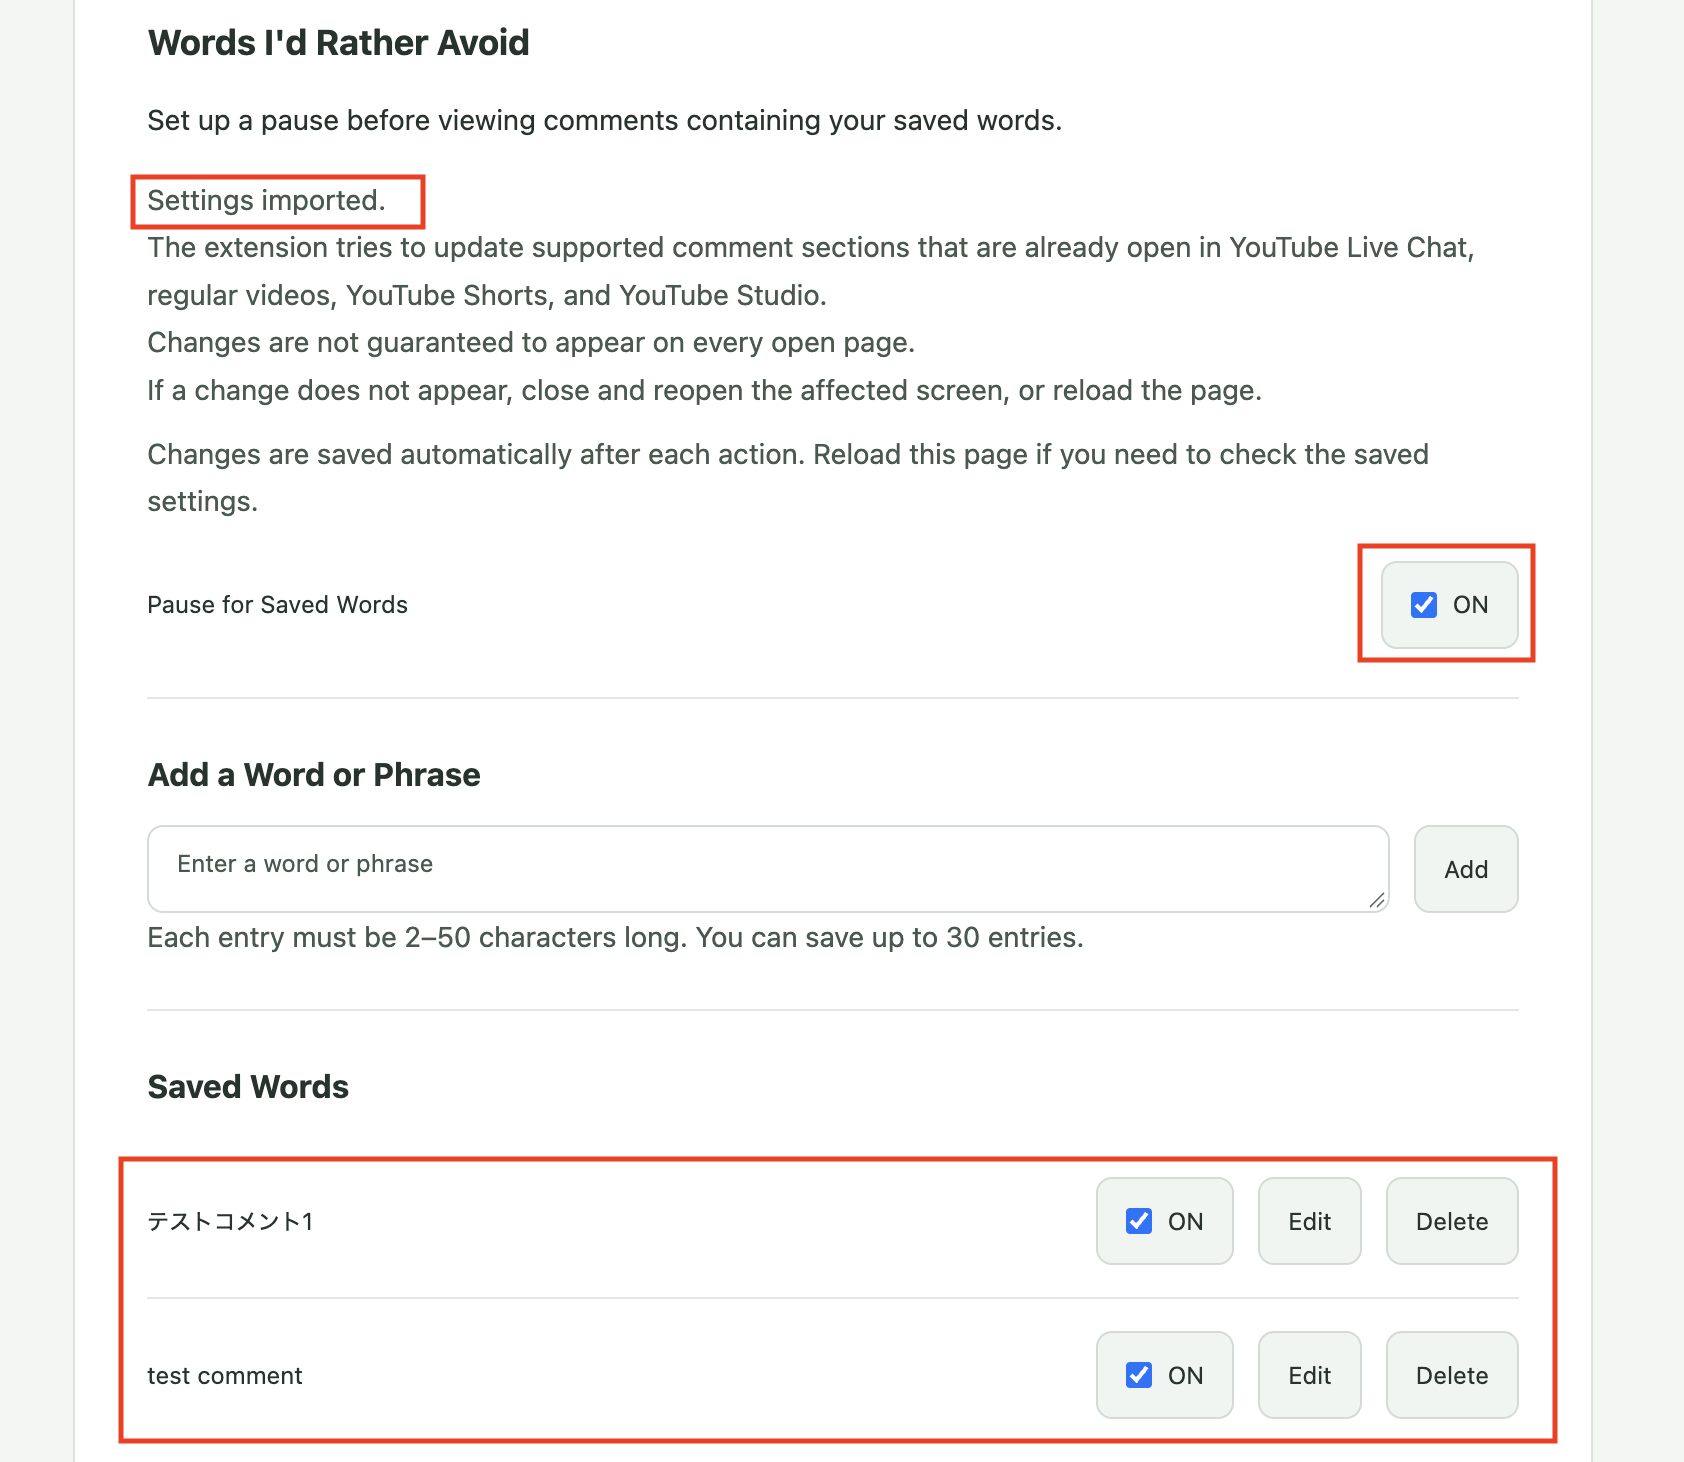 Words I'd Rather Avoid
Set up a pause before viewing comments containing your saved words.
Settings imported.
The extension tries to update supported comment sections that are already open in YouTube Live Chat,
regular videos, YouTube Shorts, and YouTube Studio.
Changes are not guaranteed to appear on every open page.
If a change does not appear, close and reopen the affected screen, or reload the page.
Changes are saved automatically after each action. Reload this page if you need to check the saved
settings.
Pause for Saved Words ON
Add a Word or Phrase
Enter a word or phrase Add
Each entry must be 2–50 characters long. You can save up to 30 entries.
Saved Words
テストコメント1 ON Edit Delete
test comment ON Edit Delete